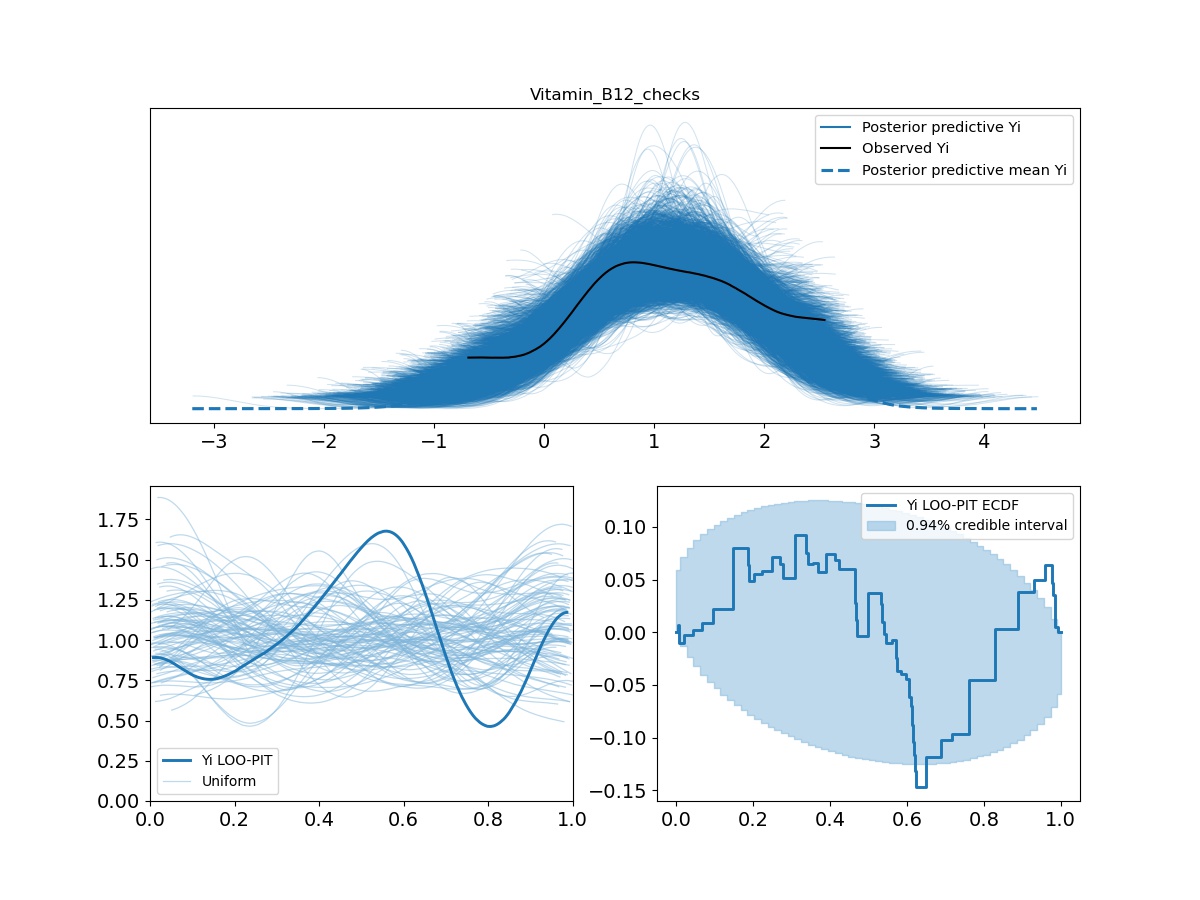 Vitamin_B12_checks
Posterior predictive Yi
Observed Yi
Posterior predictive mean Yi
−3 −2 −1 0 1 2 3 4
1.75
1.50
1.25
1.00
0.75
0.50
0.25
0.00
Yi LOO-PIT
Uniform
0.0 0.2 0.4 0.6 0.8 1.0
0.10
0.05
0.00
−0.05
−0.10
−0.15
Yi LOO-PIT ECDF
0.94% credible interval
0.0 0.2 0.4 0.6 0.8 1.0